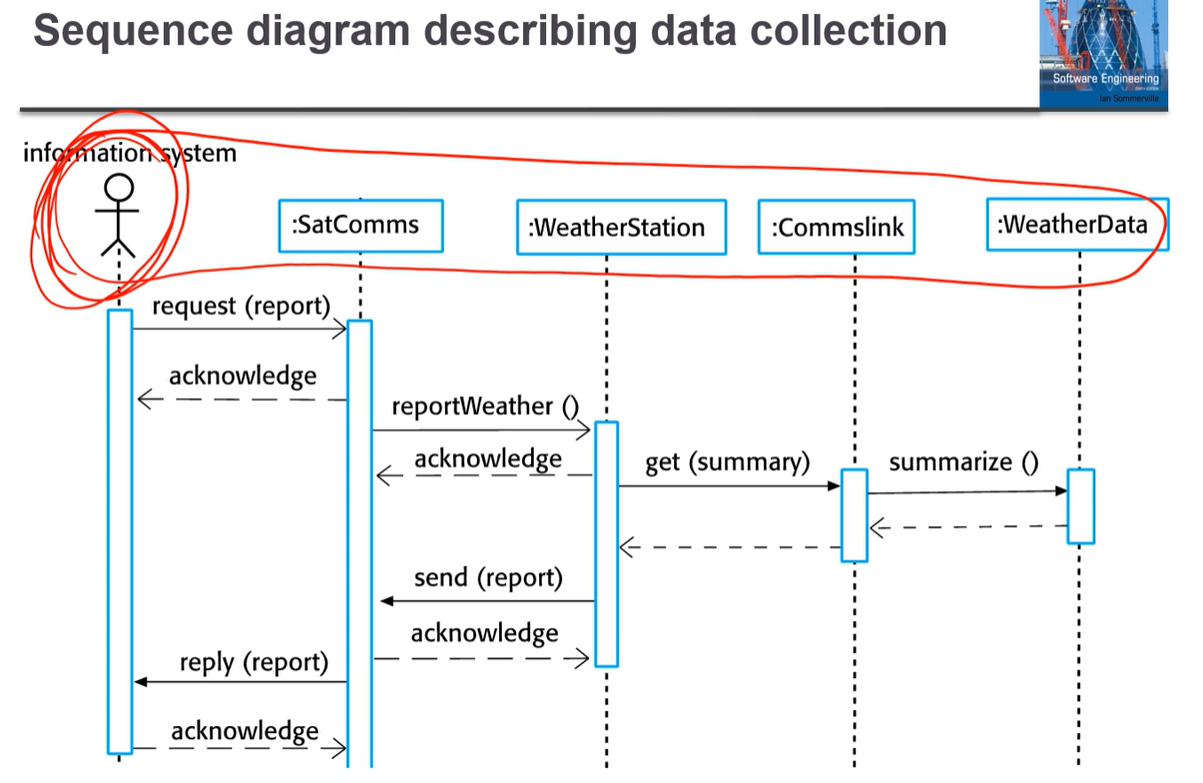 Sequence diagram describing data collection
Software Engineering
Ian Sommerville
information system
:SatComms
:WeatherStation
:Commslink
:WeatherData
request (report)
acknowledge
reportWeather ()
acknowledge
get (summary)
summarize ()
send (report)
acknowledge
reply (report)
acknowledge